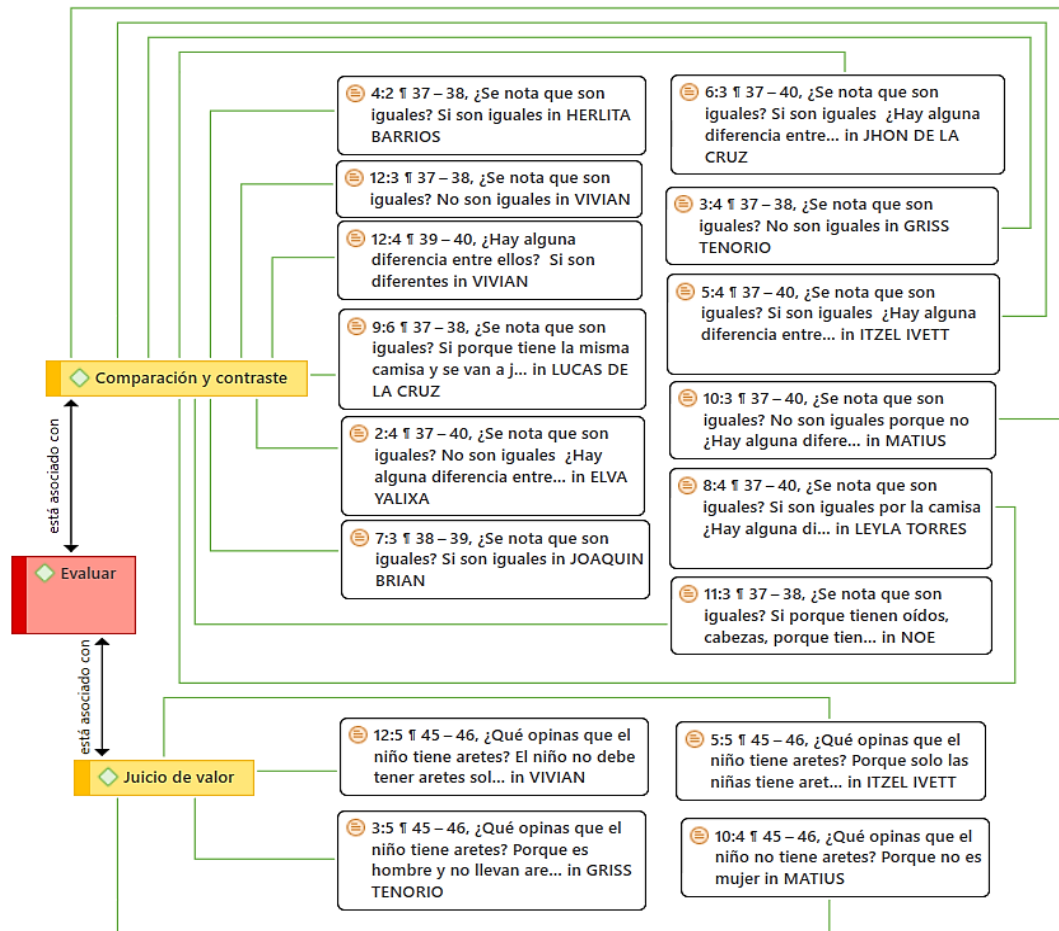 4:2 ¶ 37 – 38, ¿Se nota que son
iguales? Si son iguales in HERLITA
BARRIOS
12:3 ¶ 37 – 38, ¿Se nota que son
iguales? No son iguales in VIVIAN
12:4 ¶ 39 – 40, ¿Hay alguna
diferencia entre ellos? Si son
diferentes in VIVIAN
9:6 ¶ 37 – 38, ¿Se nota que son
iguales? Si porque tiene la misma
camisa y se van a j... in LUCAS DE
LA CRUZ
2:4 ¶ 37 – 40, ¿Se nota que son
iguales? No son iguales ¿Hay
alguna diferencia entre... in ELVA
YALIXA
7:3 ¶ 38 – 39, ¿Se nota que son
iguales? Si son iguales in JOAQUIN
BRIAN
6:3 ¶ 37 – 40, ¿Se nota que son
iguales? Si son iguales ¿Hay alguna
diferencia entre... in JHON DE LA
CRUZ
3:4 ¶ 37 – 38, ¿Se nota que son
iguales? No son iguales in GRISS
TENORIO
5:4 ¶ 37 – 40, ¿Se nota que son
iguales? Si son iguales ¿Hay alguna
diferencia entre... in ITZEL IVETT
10:3 ¶ 37 – 40, ¿Se nota que son
iguales? No son iguales porque no
¿Hay alguna difere... in MATIUS
8:4 ¶ 37 – 40, ¿Se nota que son
iguales? Si son iguales por la camisa
¿Hay alguna di... in LEYLA TORRES
11:3 ¶ 37 – 38, ¿Se nota que son
iguales? Si porque tienen oídos,
cabezas, porque tien... in NOE
Comparación y contraste
está asociado con
Evaluar
está asociado con
Juicio de valor
12:5 ¶ 45 – 46, ¿Qué opinas que el
niño tiene aretes? El niño no debe
tener aretes sol... in VIVIAN
3:5 ¶ 45 – 46, ¿Qué opinas que el
niño tiene aretes? Porque es
hombre y no llevan are... in GRISS
TENORIO
5:5 ¶ 45 – 46, ¿Qué opinas que el
niño tiene aretes? Porque solo las
niñas tiene aret... in ITZEL IVETT
10:4 ¶ 45 – 46, ¿Qué opinas que el
niño no tiene aretes? Porque no es
mujer in MATIUS